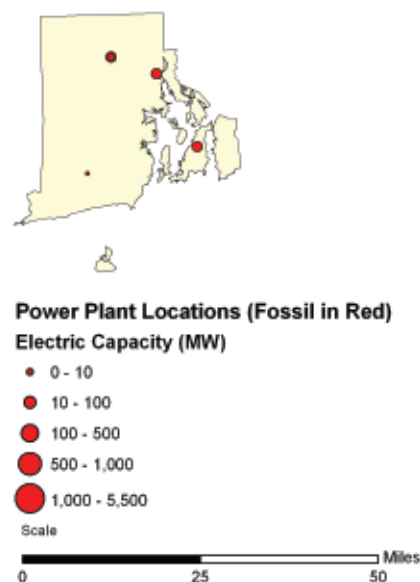 Power Plant Locations (Fossil in Red)
Electric Capacity (MW)
0 - 10
10 - 100
100 - 500
500 - 1,000
1,000 - 5,500
Scale
Miles
0 25 50